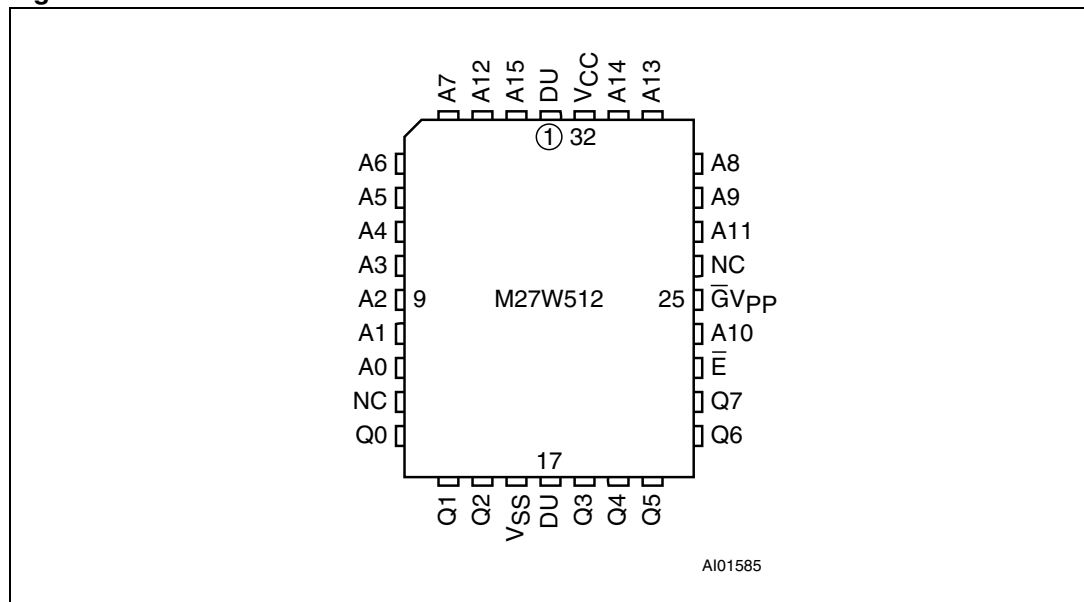 A7 A12 A15 DU VCC A14 A13
1 32
A6 A8
A5 A9
A4 A11
A3 NC
A2 9 M27W512 25 G̅VPP
A1 A10
A0 E̅
NC Q7
Q0 Q6
17
Q1 Q2 VSS DU Q3 Q4 Q5
AI01585